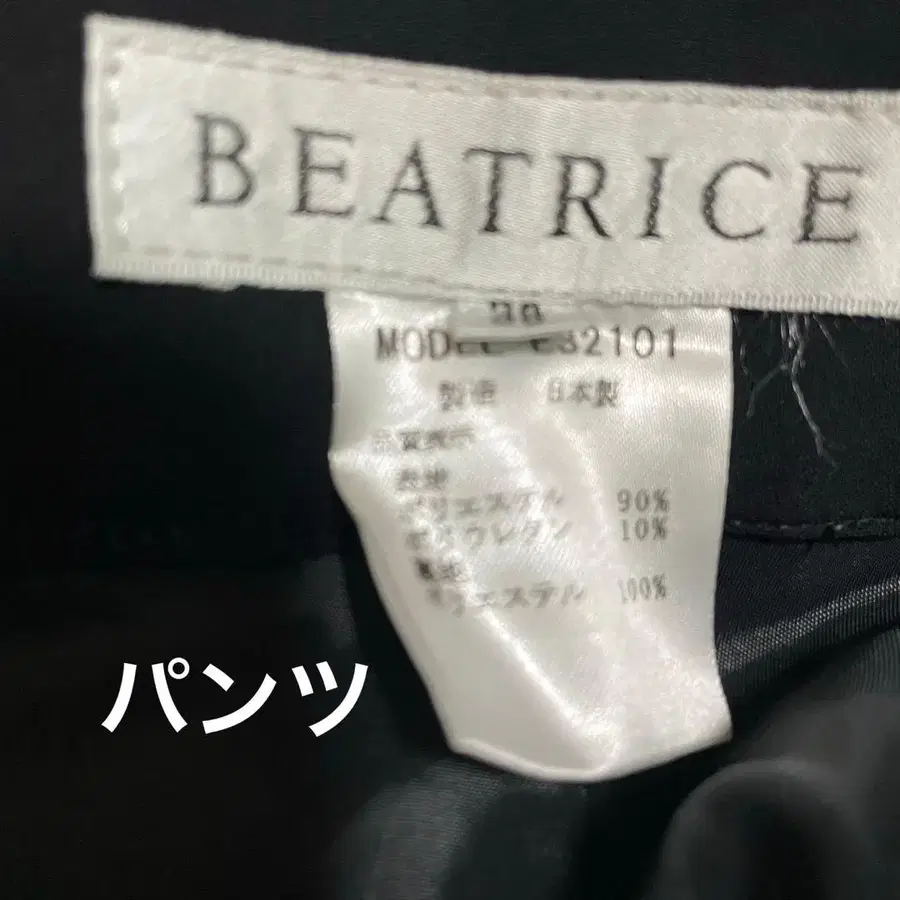 BEATRICE
MODEL C32101
製造 日本製
品質表示
表地
ポリエステル 90%
ポリウレタン 10%
裏地
ポリエステル 100%
パンツ